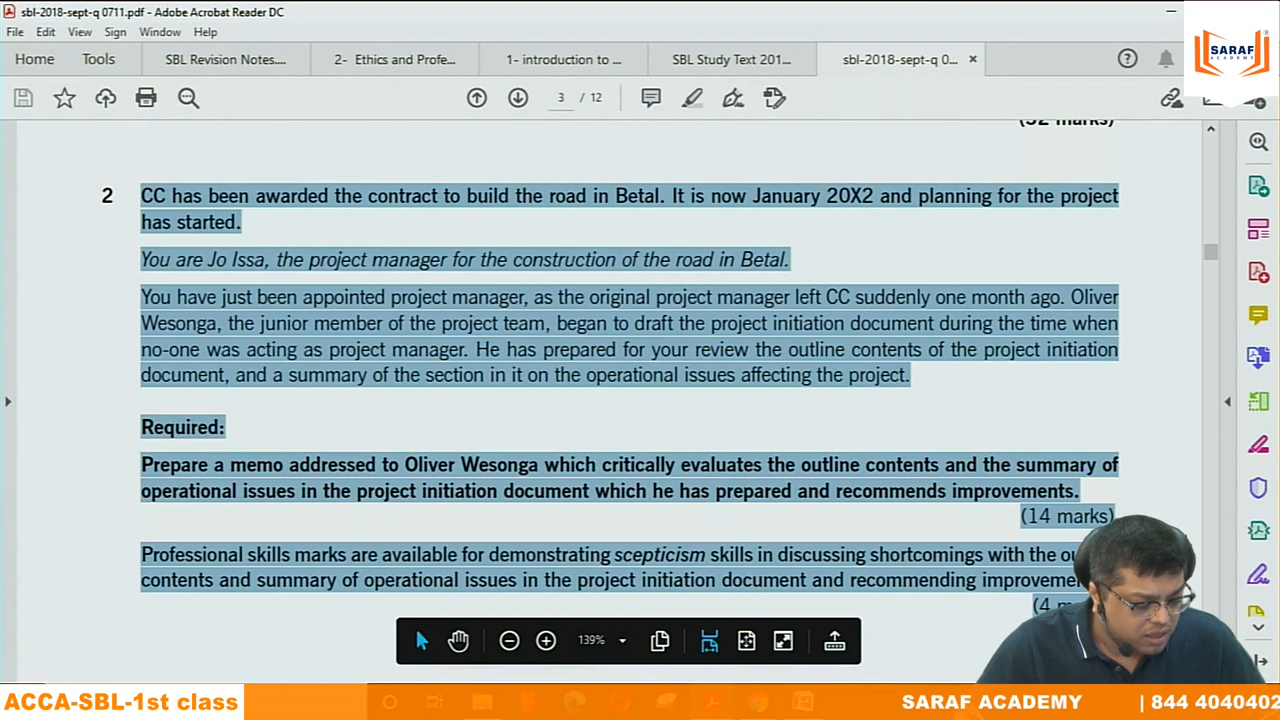 sbl-2018-sept-q 0711.pdf - Adobe Acrobat Reader DC
File Edit View Sign Window Help
Home Tools SBL Revision Notes.... 2- Ethics and Profe... 1- introduction to ... SBL Study Text 201... sbl-2018-sept-q 0...
SARAF
ACADEMY
3 / 12
(52 marks)
2 CC has been awarded the contract to build the road in Betal. It is now January 20X2 and planning for the project
has started.
You are Jo Issa, the project manager for the construction of the road in Betal.
You have just been appointed project manager, as the original project manager left CC suddenly one month ago. Oliver
Wesonga, the junior member of the project team, began to draft the project initiation document during the time when
no-one was acting as project manager. He has prepared for your review the outline contents of the project initiation
document, and a summary of the section in it on the operational issues affecting the project.
Required:
Prepare a memo addressed to Oliver Wesonga which critically evaluates the outline contents and the summary of
operational issues in the project initiation document which he has prepared and recommends improvements.
(14 marks)
Professional skills marks are available for demonstrating scepticism skills in discussing shortcomings with the
contents and summary of operational issues in the project initiation document and recommending
(4
139%
ACCA-SBL-1st class
SARAF ACADEMY | 844 4040402